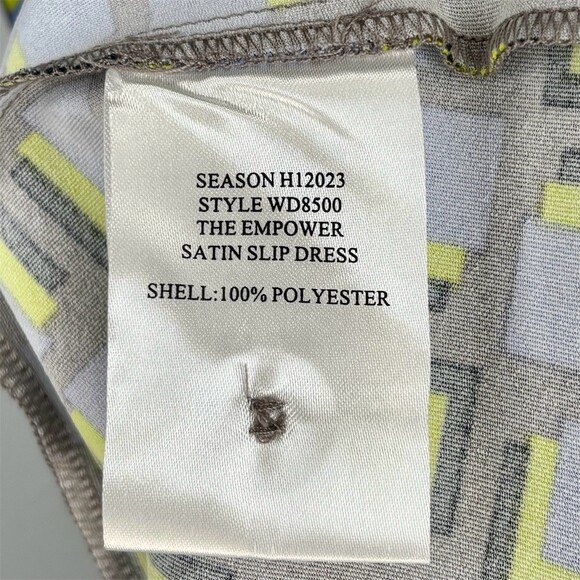 SEASON H12023
STYLE WD8500
THE EMPOWER
SATIN SLIP DRESS
SHELL:100% POLYESTER